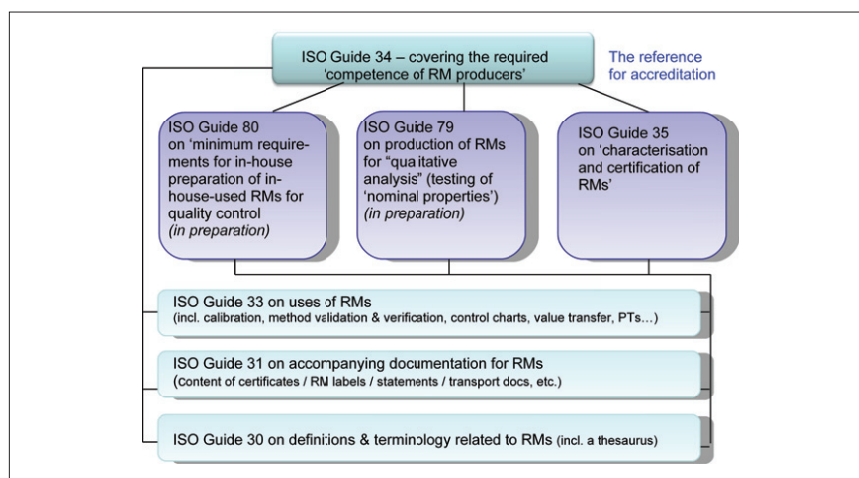 ISO Guide 34 – covering the required
‘competence of RM producers’
The reference
for accreditation
ISO Guide 80
on ‘minimum require-
ments for in-house
preparation of in-
house-used RMs for
quality control
(in preparation)
ISO Guide 79
on production of RMs
for “qualitative
analysis” (testing of
‘nominal properties’)
(in preparation)
ISO Guide 35
on ‘characterisation
and certification of
RMs’
ISO Guide 33 on uses of RMs
(incl. calibration, method validation & verification, control charts, value transfer, PTs…)
ISO Guide 31 on accompanying documentation for RMs
(Content of certificates / RM labels / statements / transport docs, etc.)
ISO Guide 30 on definitions & terminology related to RMs (incl. a thesaurus)